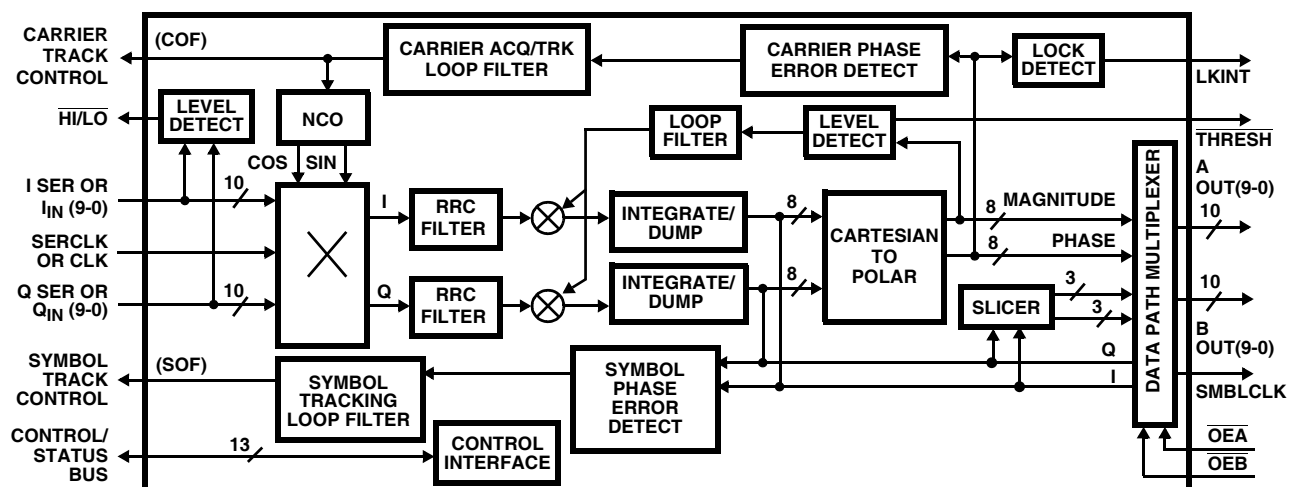 CARRIER
TRACK
CONTROL
(COF)
CARRIER ACQ/TRK
LOOP FILTER
CARRIER PHASE
ERROR DETECT
LOCK
DETECT
LKINT
HI/LO
LEVEL
DETECT
NCO
LOOP
FILTER
LEVEL
DETECT
THRESH
COS
SIN
I SER OR
IIN (9-0)
10
SERCLK
OR CLK
Q SER OR
QIN (9-0)
10
I
Q
RRC
FILTER
RRC
FILTER
INTEGRATE/
DUMP
INTEGRATE/
DUMP
8
8
CARTESIAN
TO
POLAR
8
MAGNITUDE
8
PHASE
SLICER
3
3
Q
I
DATA PATH MULTIPLEXER
A
OUT(9-0)
10
10
B
OUT(9-0)
SMBLCLK
OEA
OEB
SYMBOL
TRACK
CONTROL
(SOF)
SYMBOL
TRACKING
LOOP FILTER
SYMBOL
PHASE
ERROR
DETECT
CONTROL/
STATUS
BUS
13
CONTROL
INTERFACE